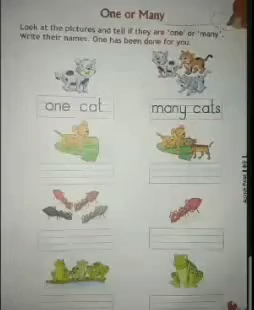 One or Many
Look at the pictures and tell if they are 'one' or 'many'.
Write their names. One has been done for you.
one cat
many cats